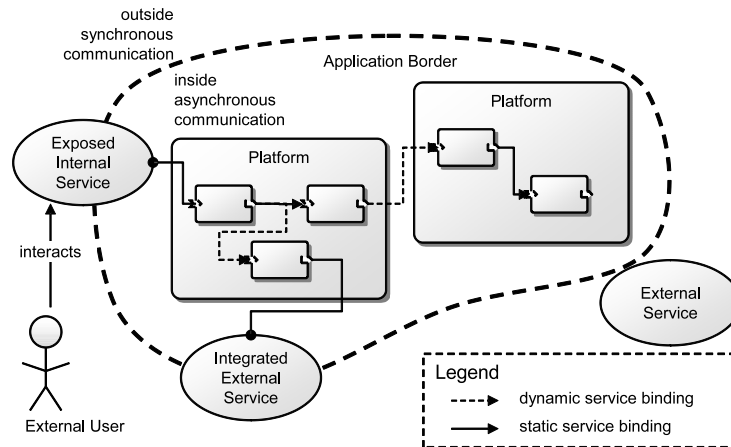 outside
synchronous
communication
Application Border
inside
asynchronous
communication
Platform
Exposed
Internal
Service
Platform
interacts
External
Service
Integrated
External
Service
External User
Legend
dynamic service binding
static service binding